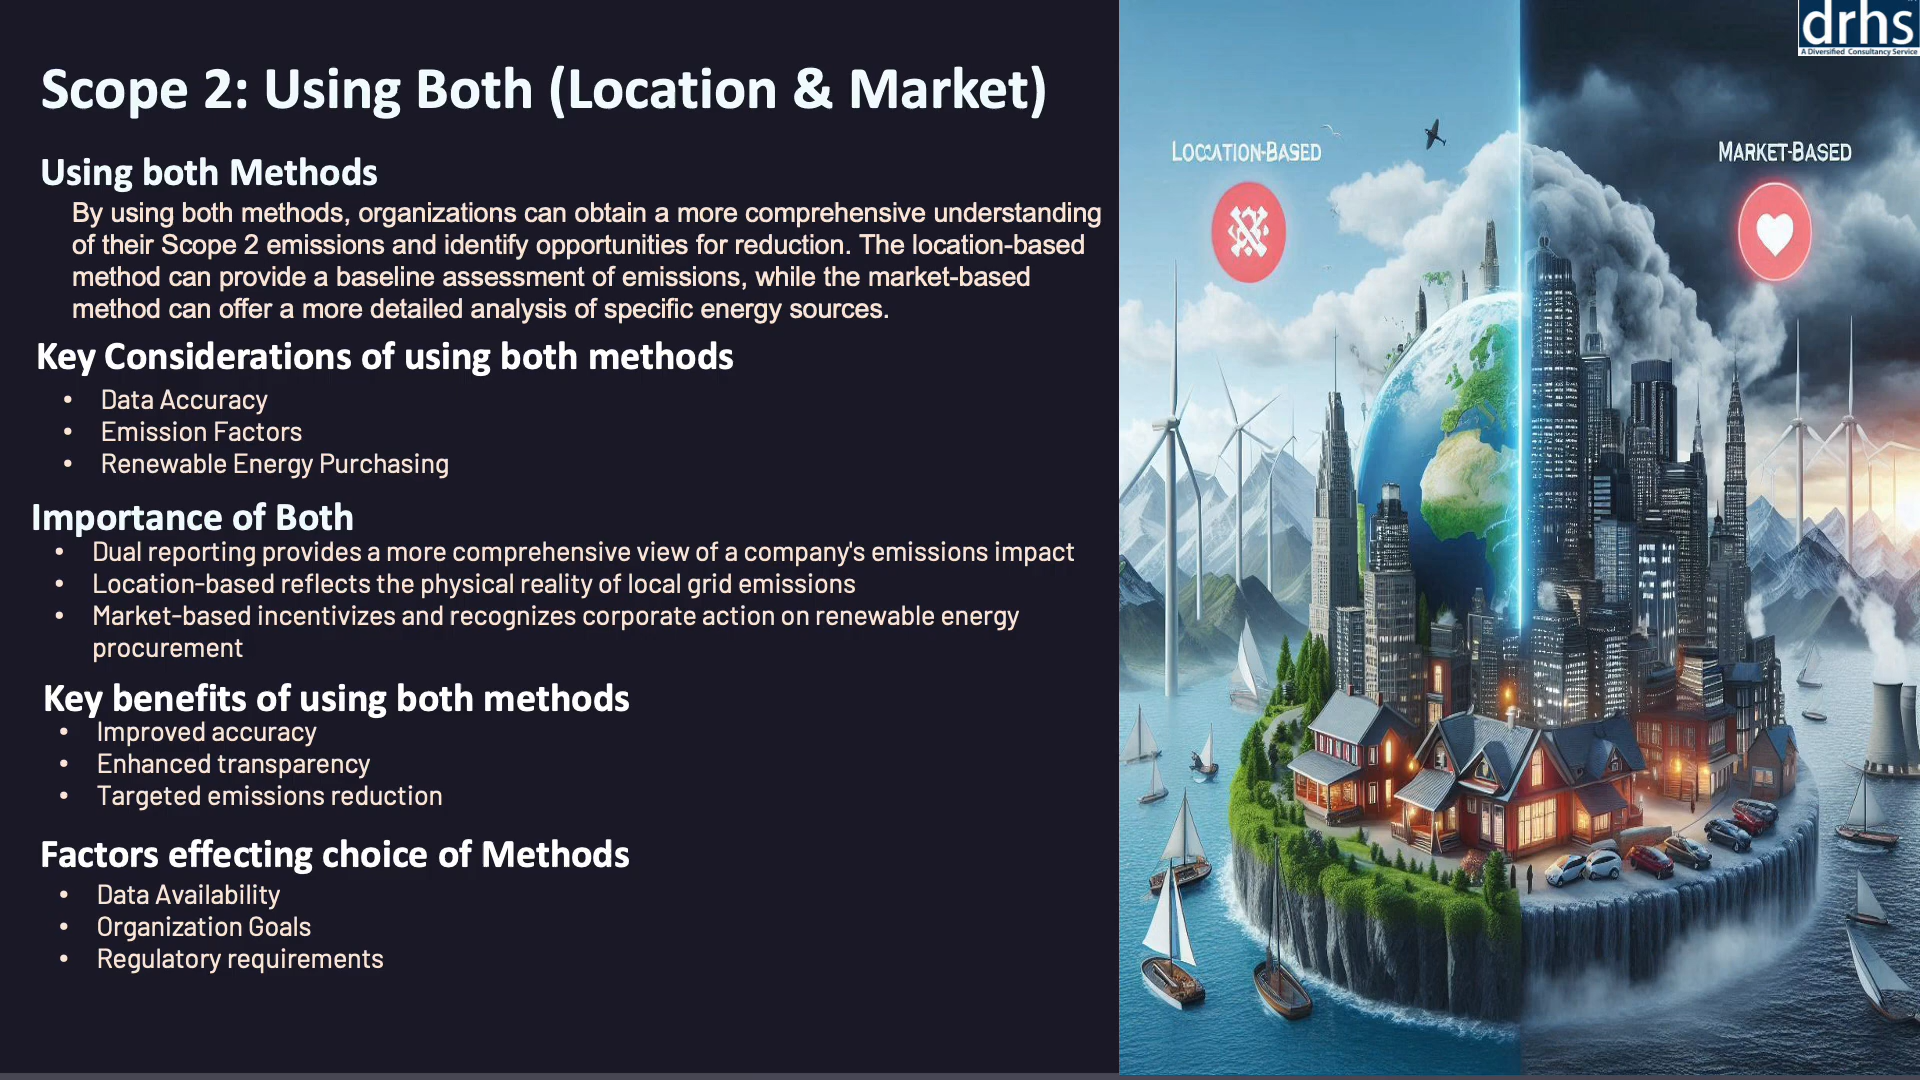 Scope 2: Using Both (Location & Market)
Using both Methods
By using both methods, organizations can obtain a more comprehensive understanding
of their Scope 2 emissions and identify opportunities for reduction. The location-based
method can provide a baseline assessment of emissions, while the market-based
method can offer a more detailed analysis of specific energy sources.
Key Considerations of using both methods
• Data Accuracy
• Emission Factors
• Renewable Energy Purchasing
Importance of Both
• Dual reporting provides a more comprehensive view of a company's emissions impact
• Location-based reflects the physical reality of local grid emissions
• Market-based incentivizes and recognizes corporate action on renewable energy
procurement
Key benefits of using both methods
• Improved accuracy
• Enhanced transparency
• Targeted emissions reduction
Factors effecting choice of Methods
• Data Availability
• Organization Goals
• Regulatory requirements
drhs
A Diversified Consultancy Service
LOCATION-BASED
MARKET-BASED